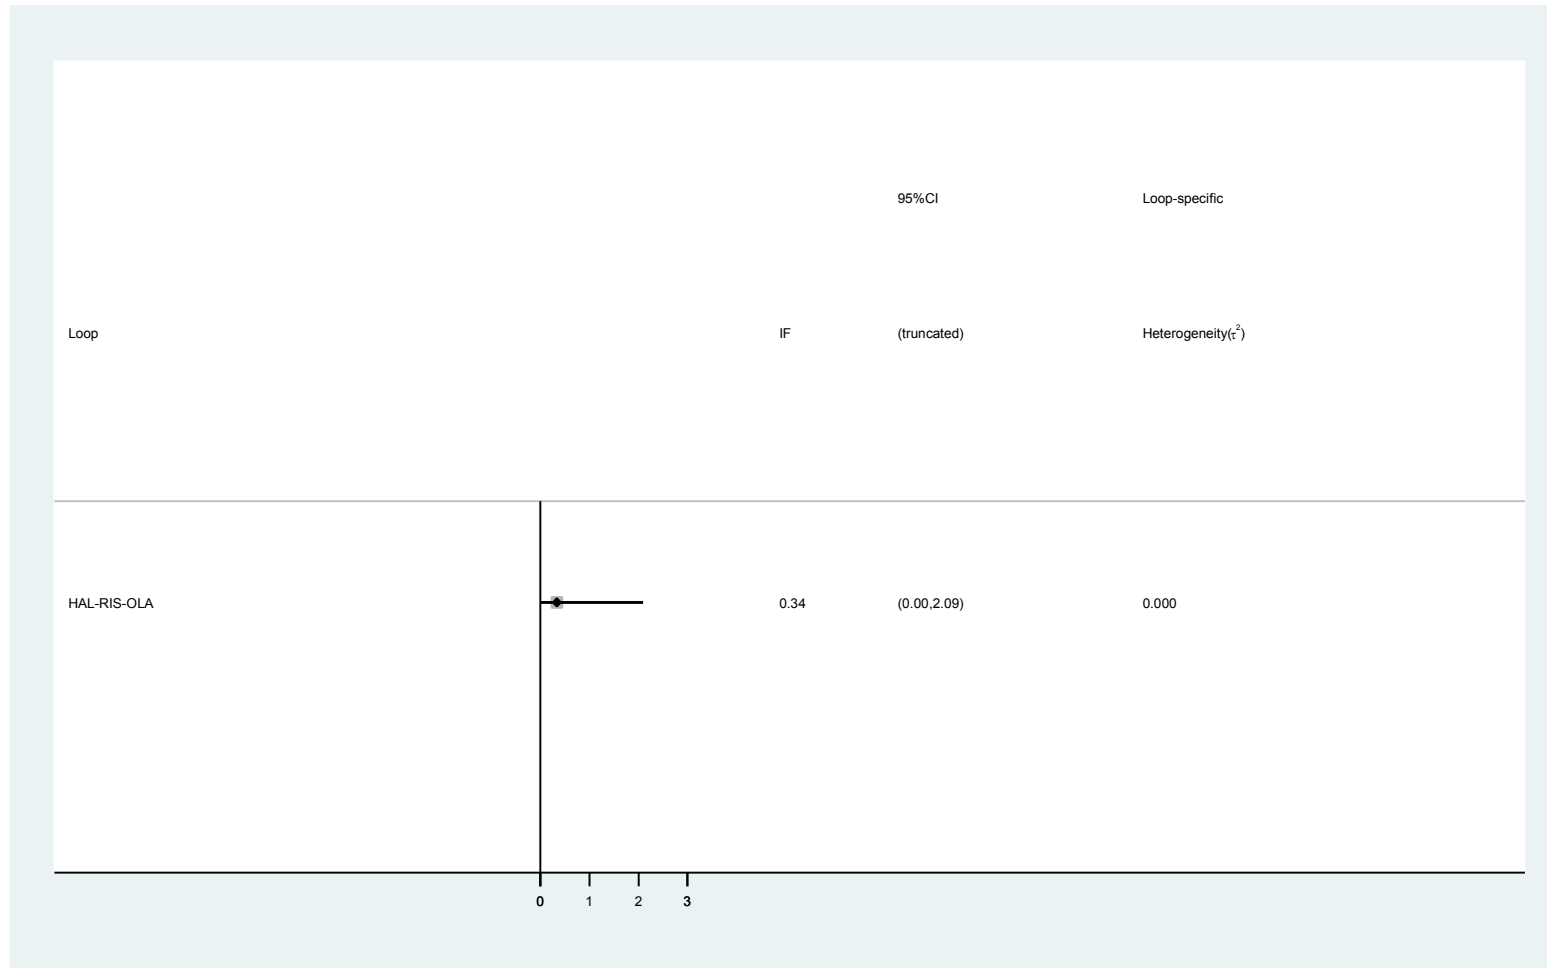 95%CI Loop-specific
Loop IF (truncated) Heterogeneity(τ²)
HAL-RIS-OLA 0.34 (0.00,2.09) 0.000
0 1 2 3